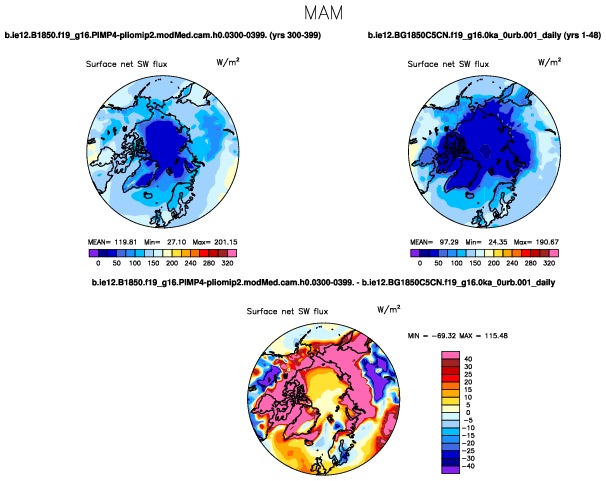 MAM
b.ie12.B1850.f19_g16.PIMP4-pliomip2.modMed.cam.h0.0300-0399. (yrs 300-399)
b.ie12.BG1850C5CN.f19_g16.0ka_0urb.001_daily (yrs 1-48)
Surface net SW flux W/m²
Surface net SW flux W/m²
MEAN= 119.81 Min= 27.10 Max= 201.15
MEAN= 97.29 Min= 24.35 Max= 190.67
0 50 100 150 200 240 280 320
0 50 100 150 200 240 280 320
b.ie12.B1850.f19_g16.PIMP4-pliomip2.modMed.cam.h0.0300-0399. - b.ie12.BG1850C5CN.f19_g16.0ka_0urb.001_daily
Surface net SW flux W/m²
MIN = -69.32 MAX = 115.48
40
35
30
25
20
15
10
5
0
-5
-10
-15
-20
-25
-30
-35
-40